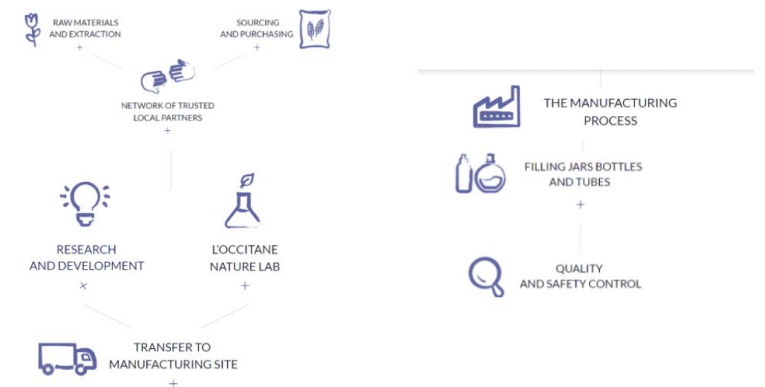 RAW MATERIALS
AND EXTRACTION
+
SOURCING
AND PURCHASING
+
NETWORK OF TRUSTED
LOCAL PARTNERS
+
RESEARCH
AND DEVELOPMENT
×
L'OCCITANE
NATURE LAB
+
TRANSFER TO
MANUFACTURING SITE
+
THE MANUFACTURING
PROCESS
FILLING JARS BOTTLES
AND TUBES
+
QUALITY
AND SAFETY CONTROL